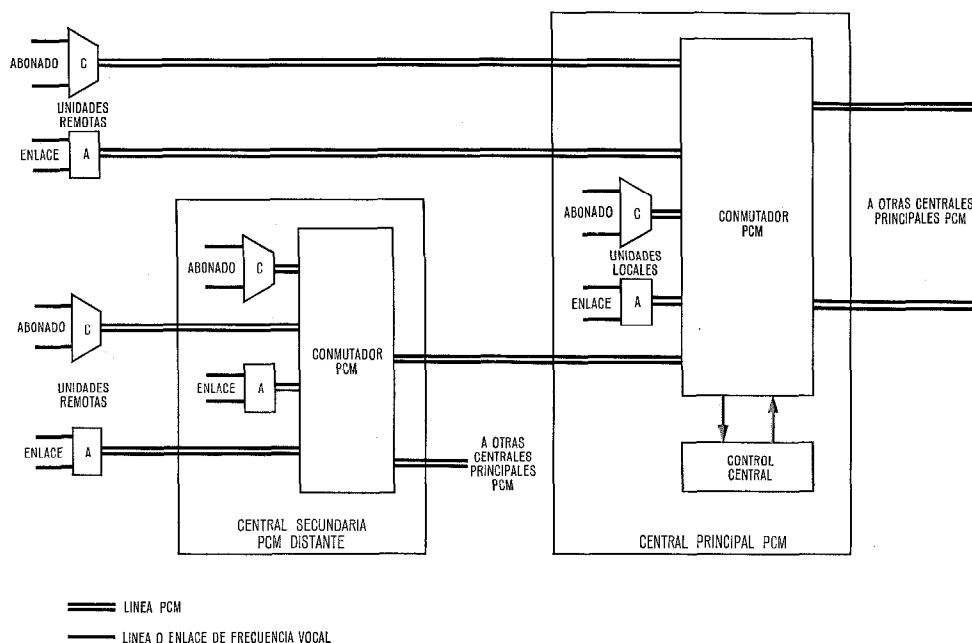 ABONADO
C
UNIDADES
REMOTAS
ENLACE
A
ABONADO
C
UNIDADES
LOCALES
ENLACE
A
CONMUTADOR
PCM
A OTRAS CENTRALES
PRINCIPALES PCM
ABONADO
C
ABONADO
C
CONMUTADOR
PCM
UNIDADES
REMOTAS
ENLACE
A
ENLACE
A
A OTRAS
CENTRALES
PRINCIPALES
PCM
CONTROL
CENTRAL
CENTRAL SECUNDARIA
PCM DISTANTE
CENTRAL PRINCIPAL PCM
LINEA PCM
LINEA O ENLACE DE FRECUENCIA VOCAL